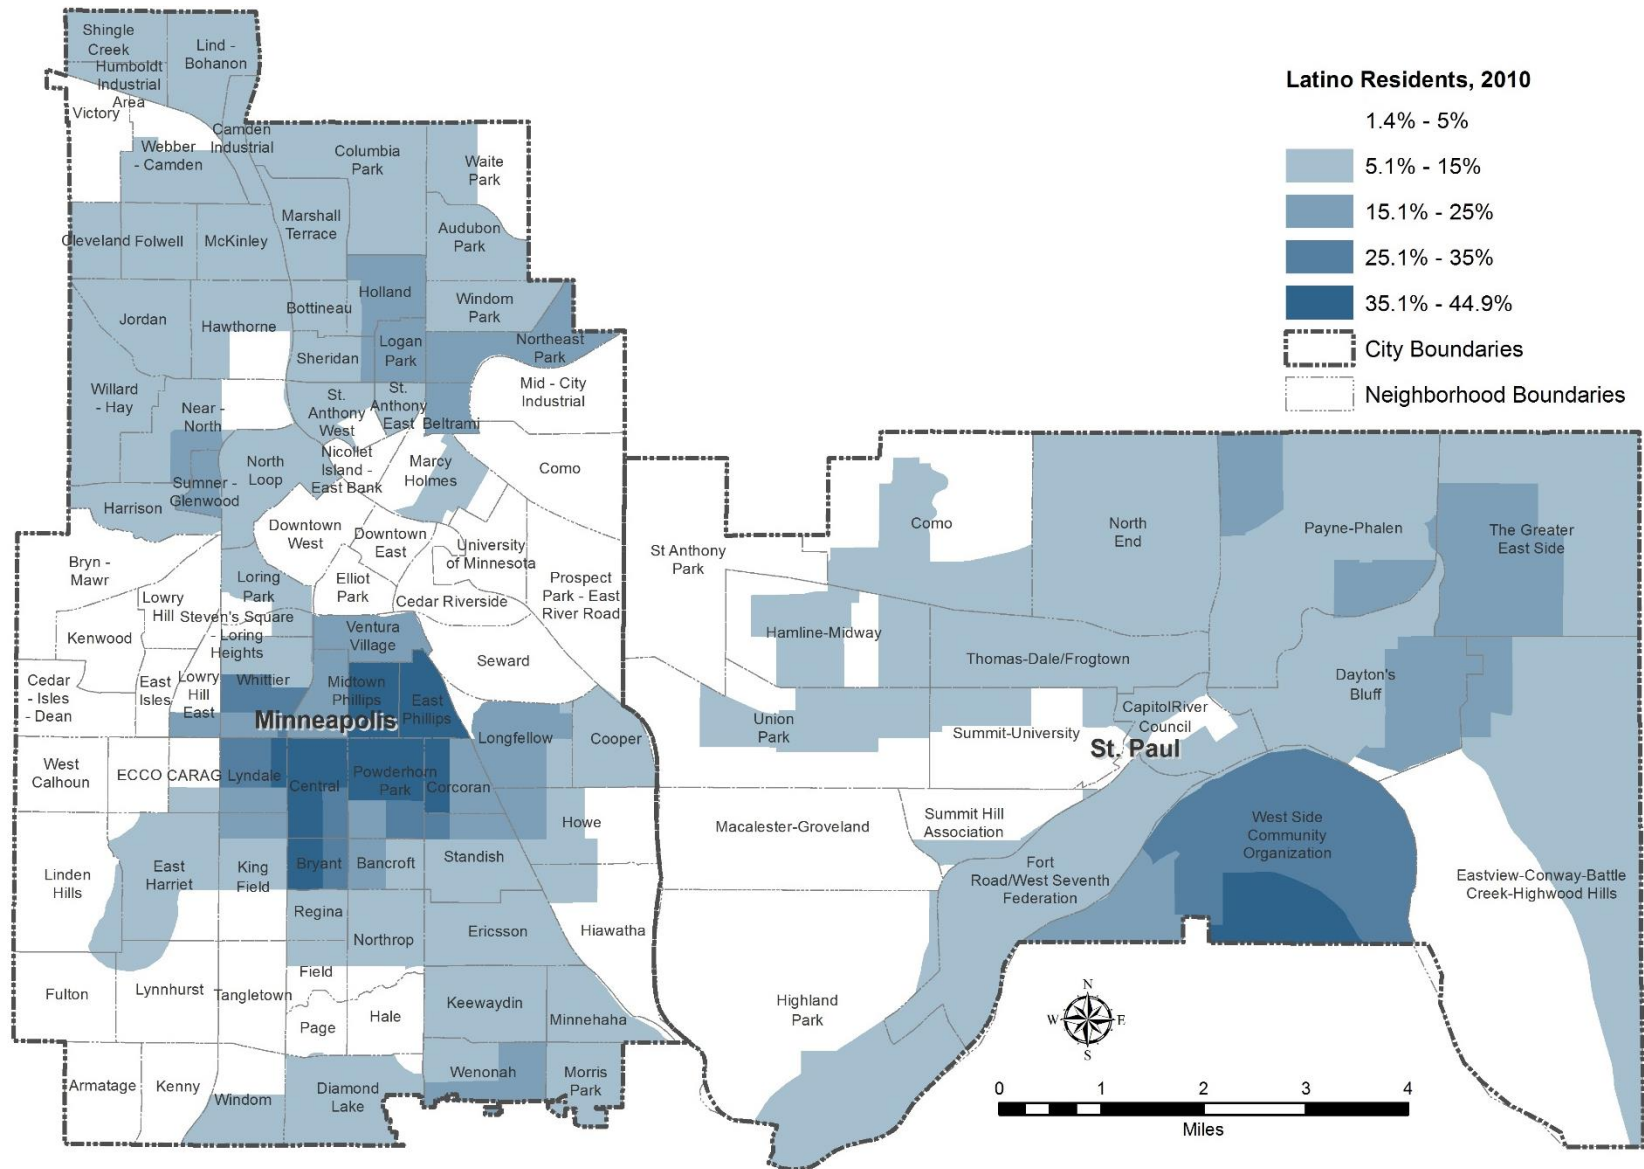 Latino Residents, 2010
1.4% - 5%
5.1% - 15%
15.1% - 25%
25.1% - 35%
35.1% - 44.9%
City Boundaries
Neighborhood Boundaries
Shingle
Creek
Humboldt
Industrial
Area
Lind -
Bohanon
Victory
Camden
Industrial
Webber
- Camden
Columbia
Park
Waite
Park
Cleveland
Folwell
McKinley
Marshall
Terrace
Audubon
Park
Jordan
Hawthorne
Bottineau
Holland
Windom
Park
Sheridan
Logan
Park
Northeast
Park
Mid - City
Industrial
Willard
- Hay
Near -
North
St.
Anthony
West
St.
Anthony
East
Beltrami
Nicollet
Island -
East Bank
Marcy
Holmes
Como
North
Loop
Sumner -
Glenwood
Harrison
Downtown
West
Downtown
East
University
of Minnesota
Bryn -
Mawr
Loring
Park
Elliot
Park
Cedar Riverside
Prospect
Park - East
River Road
Lowry
Hill
Steven's Square
- Loring
Heights
Kenwood
Ventura
Village
Seward
Cedar
- Isles
- Dean
East
Isles
Lowry
Hill
East
Whittier
Midtown
Phillips
East
Phillips
Minneapolis
Longfellow
Cooper
West
Calhoun
ECCO
CARAG
Lyndale
Central
Powderhorn
Park
Corcoran
Howe
Linden
Hills
East
Harriet
King
Field
Bryant
Bancroft
Standish
Regina
Northrop
Ericsson
Hiawatha
Fulton
Lynnhurst
Tangletown
Field
Page
Hale
Keewaydin
Minnehaha
Armatage
Kenny
Windom
Diamond
Lake
Wenonah
Morris
Park
St Anthony
Park
Como
North
End
Payne-Phalen
The Greater
East Side
Hamline-Midway
Thomas-Dale/Frogtown
Dayton's
Bluff
Union
Park
Summit-University
CapitolRiver
Council
St. Paul
Macalester-Groveland
Summit Hill
Association
West Side
Community
Organization
Fort
Road/West Seventh
Federation
Eastview-Conway-Battle
Creek-Highwood Hills
Highland
Park
N
W
E
S
0 1 2 3 4
Miles